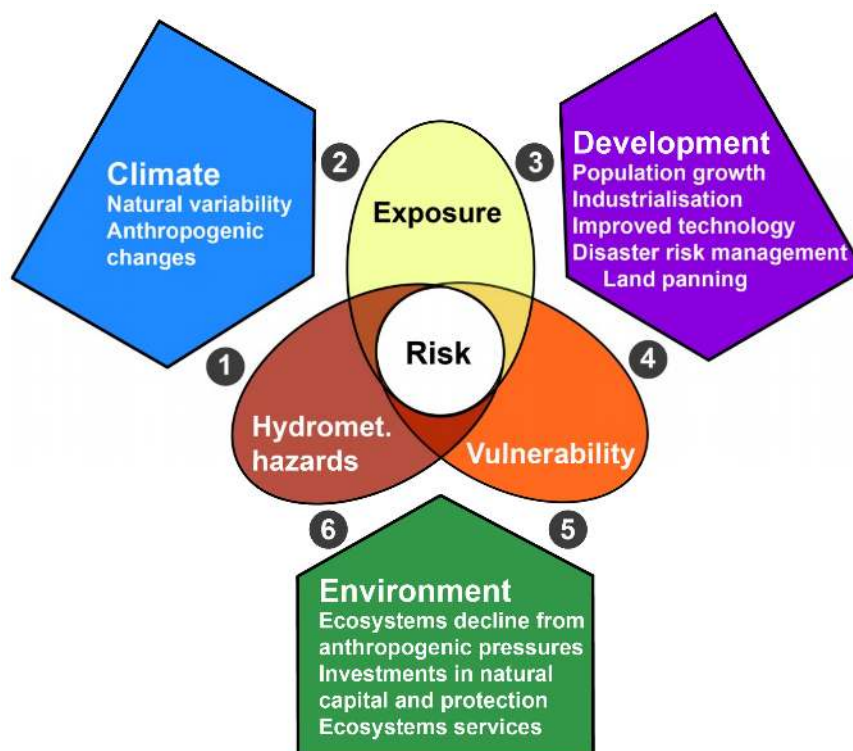 Climate
Natural variability
Anthropogenic
changes
2
Exposure
3
Development
Population growth
Industrialisation
Improved technology
Disaster risk management
Land panning
1
Risk
4
Hydromet.
hazards
Vulnerability
6
5
Environment
Ecosystems decline from
anthropogenic pressures
Investments in natural
capital and protection
Ecosystems services